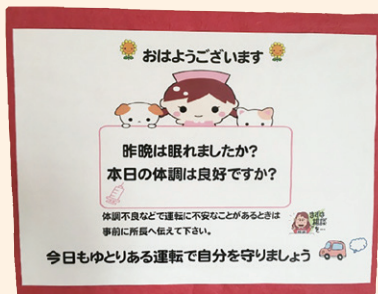 おはようございます
昨晩は眠れましたか?
本日の体調は良好ですか?
体調不良などで運転に不安なことがあるときは
事前に所長へ伝えて下さい。
今日もゆとりある運転で自分を守りましょう